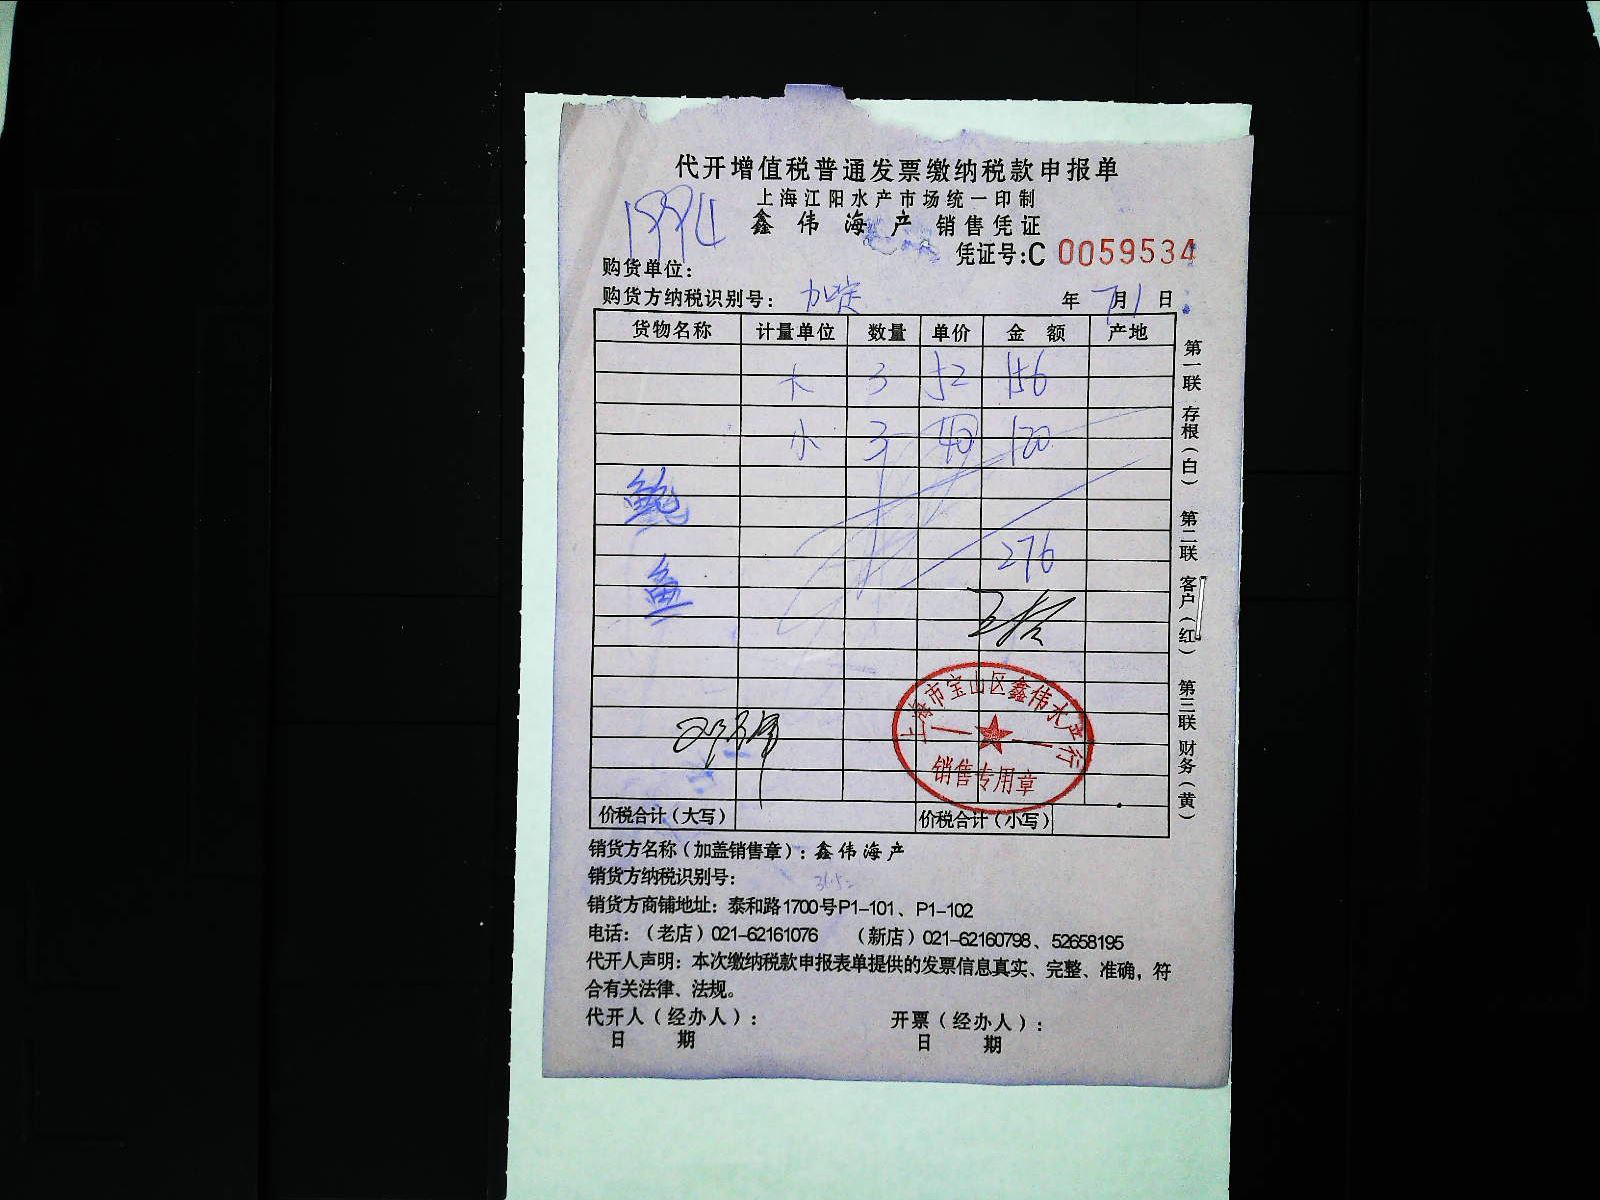 代开增值税普通发票缴纳税款申报单
上海江阳水产市场统一印制
鑫伟海产 销售凭证
1994
凭证号:C 0059534
购货单位:
购货方纳税识别号: 加定 年 7月1日
货物名称 计量单位 数量 单价 金额 产地
大 3 52 156
小 3 40 120
鲍
276
鱼
上海市宝山区鑫伟水产行
销售专用章
价税合计(大写) 价税合计(小写)
第一联 存根(白) 第二联 客户(红) 第三联 财务(黄)
销货方名称(加盖销售章):鑫伟海产
销货方纳税识别号:
销货方商铺地址:泰和路1700号P1-101、P1-102
电话:(老店)021-62161076 (新店)021-62160798、52658195
代开人声明:本次缴纳税款申报表单提供的发票信息真实、完整、准确,符
合有关法律、法规。
代开人(经办人): 开票(经办人):
日 期 日 期